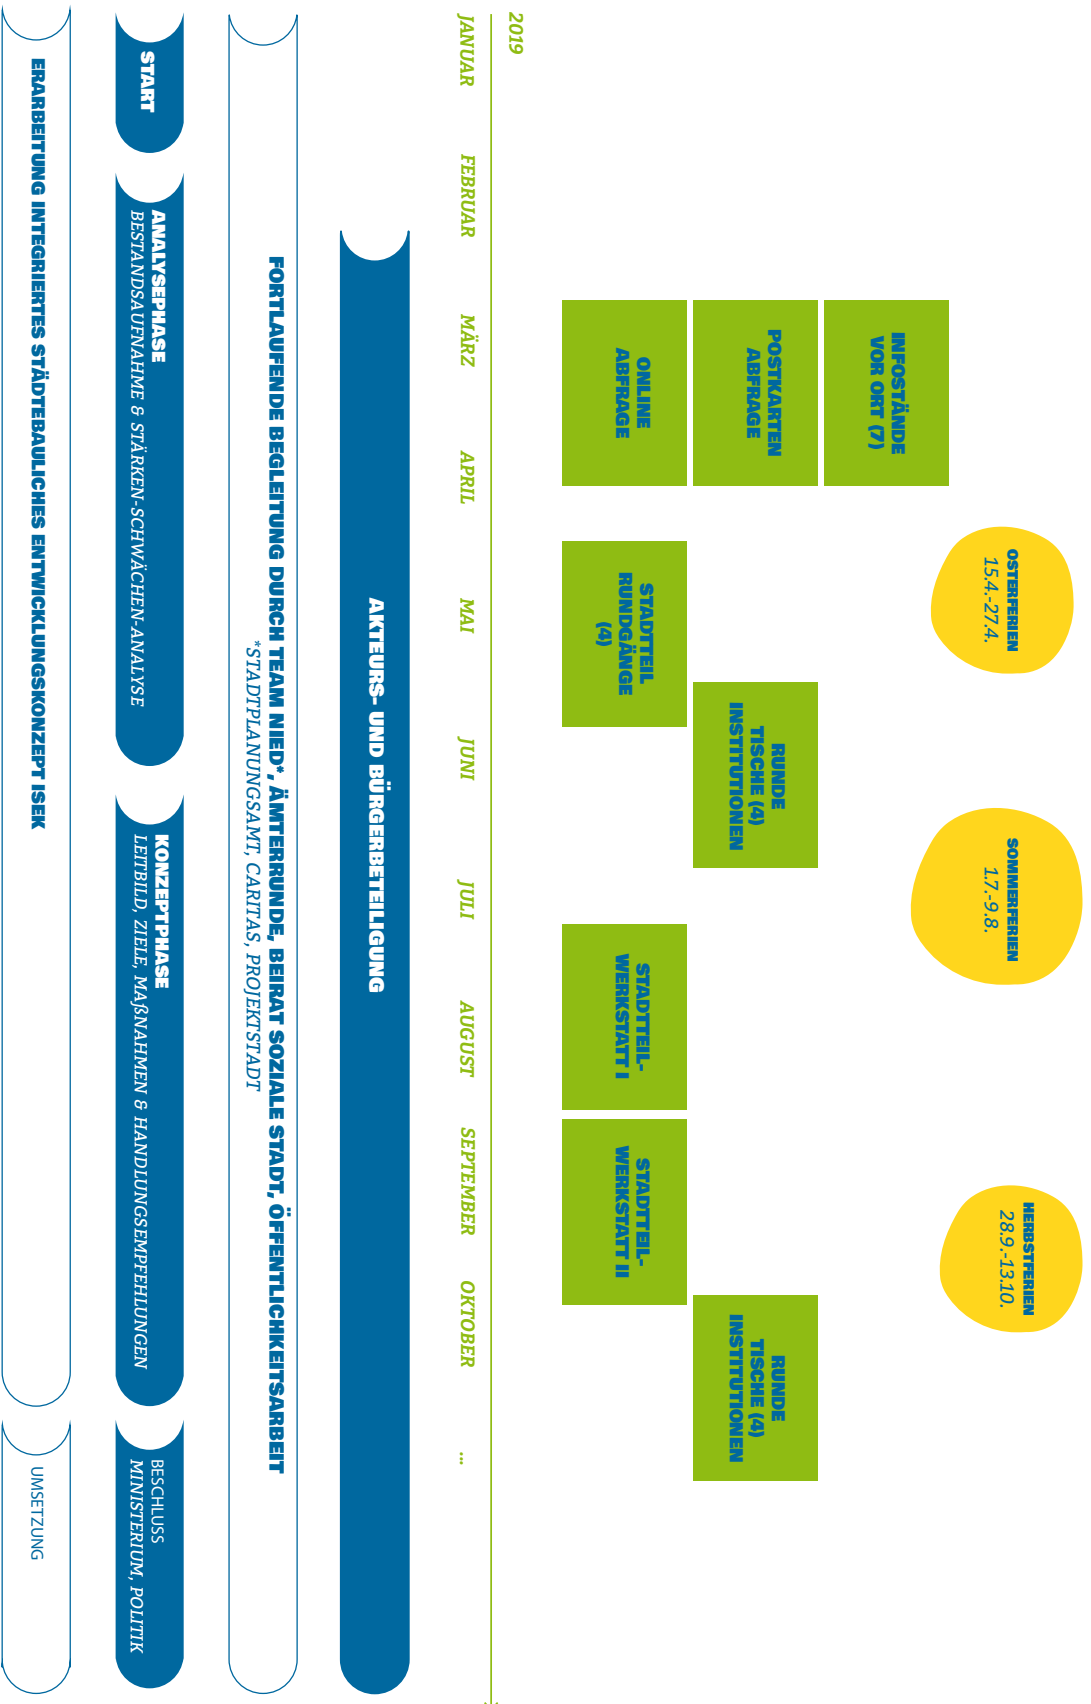 OSTERFERIEN
15.4.-27.4.
SOMMERFERIEN
1.7.-9.8.
HERBSTFERIEN
28.9.-13.10.
INFOSTÄNDE
VOR ORT (7)
POSTKARTEN
ABFRAGE
RUNDE
TISCHE (4)
INSTITUTIONEN
RUNDE
TISCHE (4)
INSTITUTIONEN
ONLINE
ABFRAGE
STADTTEIL
RUNDGÄNGE
(4)
STADTTEIL-
WERKSTATT I
STADTTEIL-
WERKSTATT II
2019
JANUAR
FEBRUAR
MÄRZ
APRIL
MAI
JUNI
JULI
AUGUST
SEPTEMBER
OKTOBER
...
AKTEURS- UND BÜRGERBETEILIGUNG
FORTLAUFENDE BEGLEITUNG DURCH TEAM NIED*, ÄMTERRUNDE, BEIRAT SOZIALE STADT, ÖFFENTLICHKEITSARBEIT
*STADTPLANUNGSAMT, CARITAS, PROJEKTSTADT
START
ANALYSEPHASE
BESTANDSAUFNAHME & STÄRKEN-SCHWÄCHEN-ANALYSE
KONZEPTPHASE
LEITBILD, ZIELE, MAßNAHMEN & HANDLUNGSEMPFEHLUNGEN
BESCHLUSS
MINISTERIUM, POLITIK
ERARBEITUNG INTEGRIERTES STÄDTEBAULICHES ENTWICKLUNGSKONZEPT ISEK
UMSETZUNG